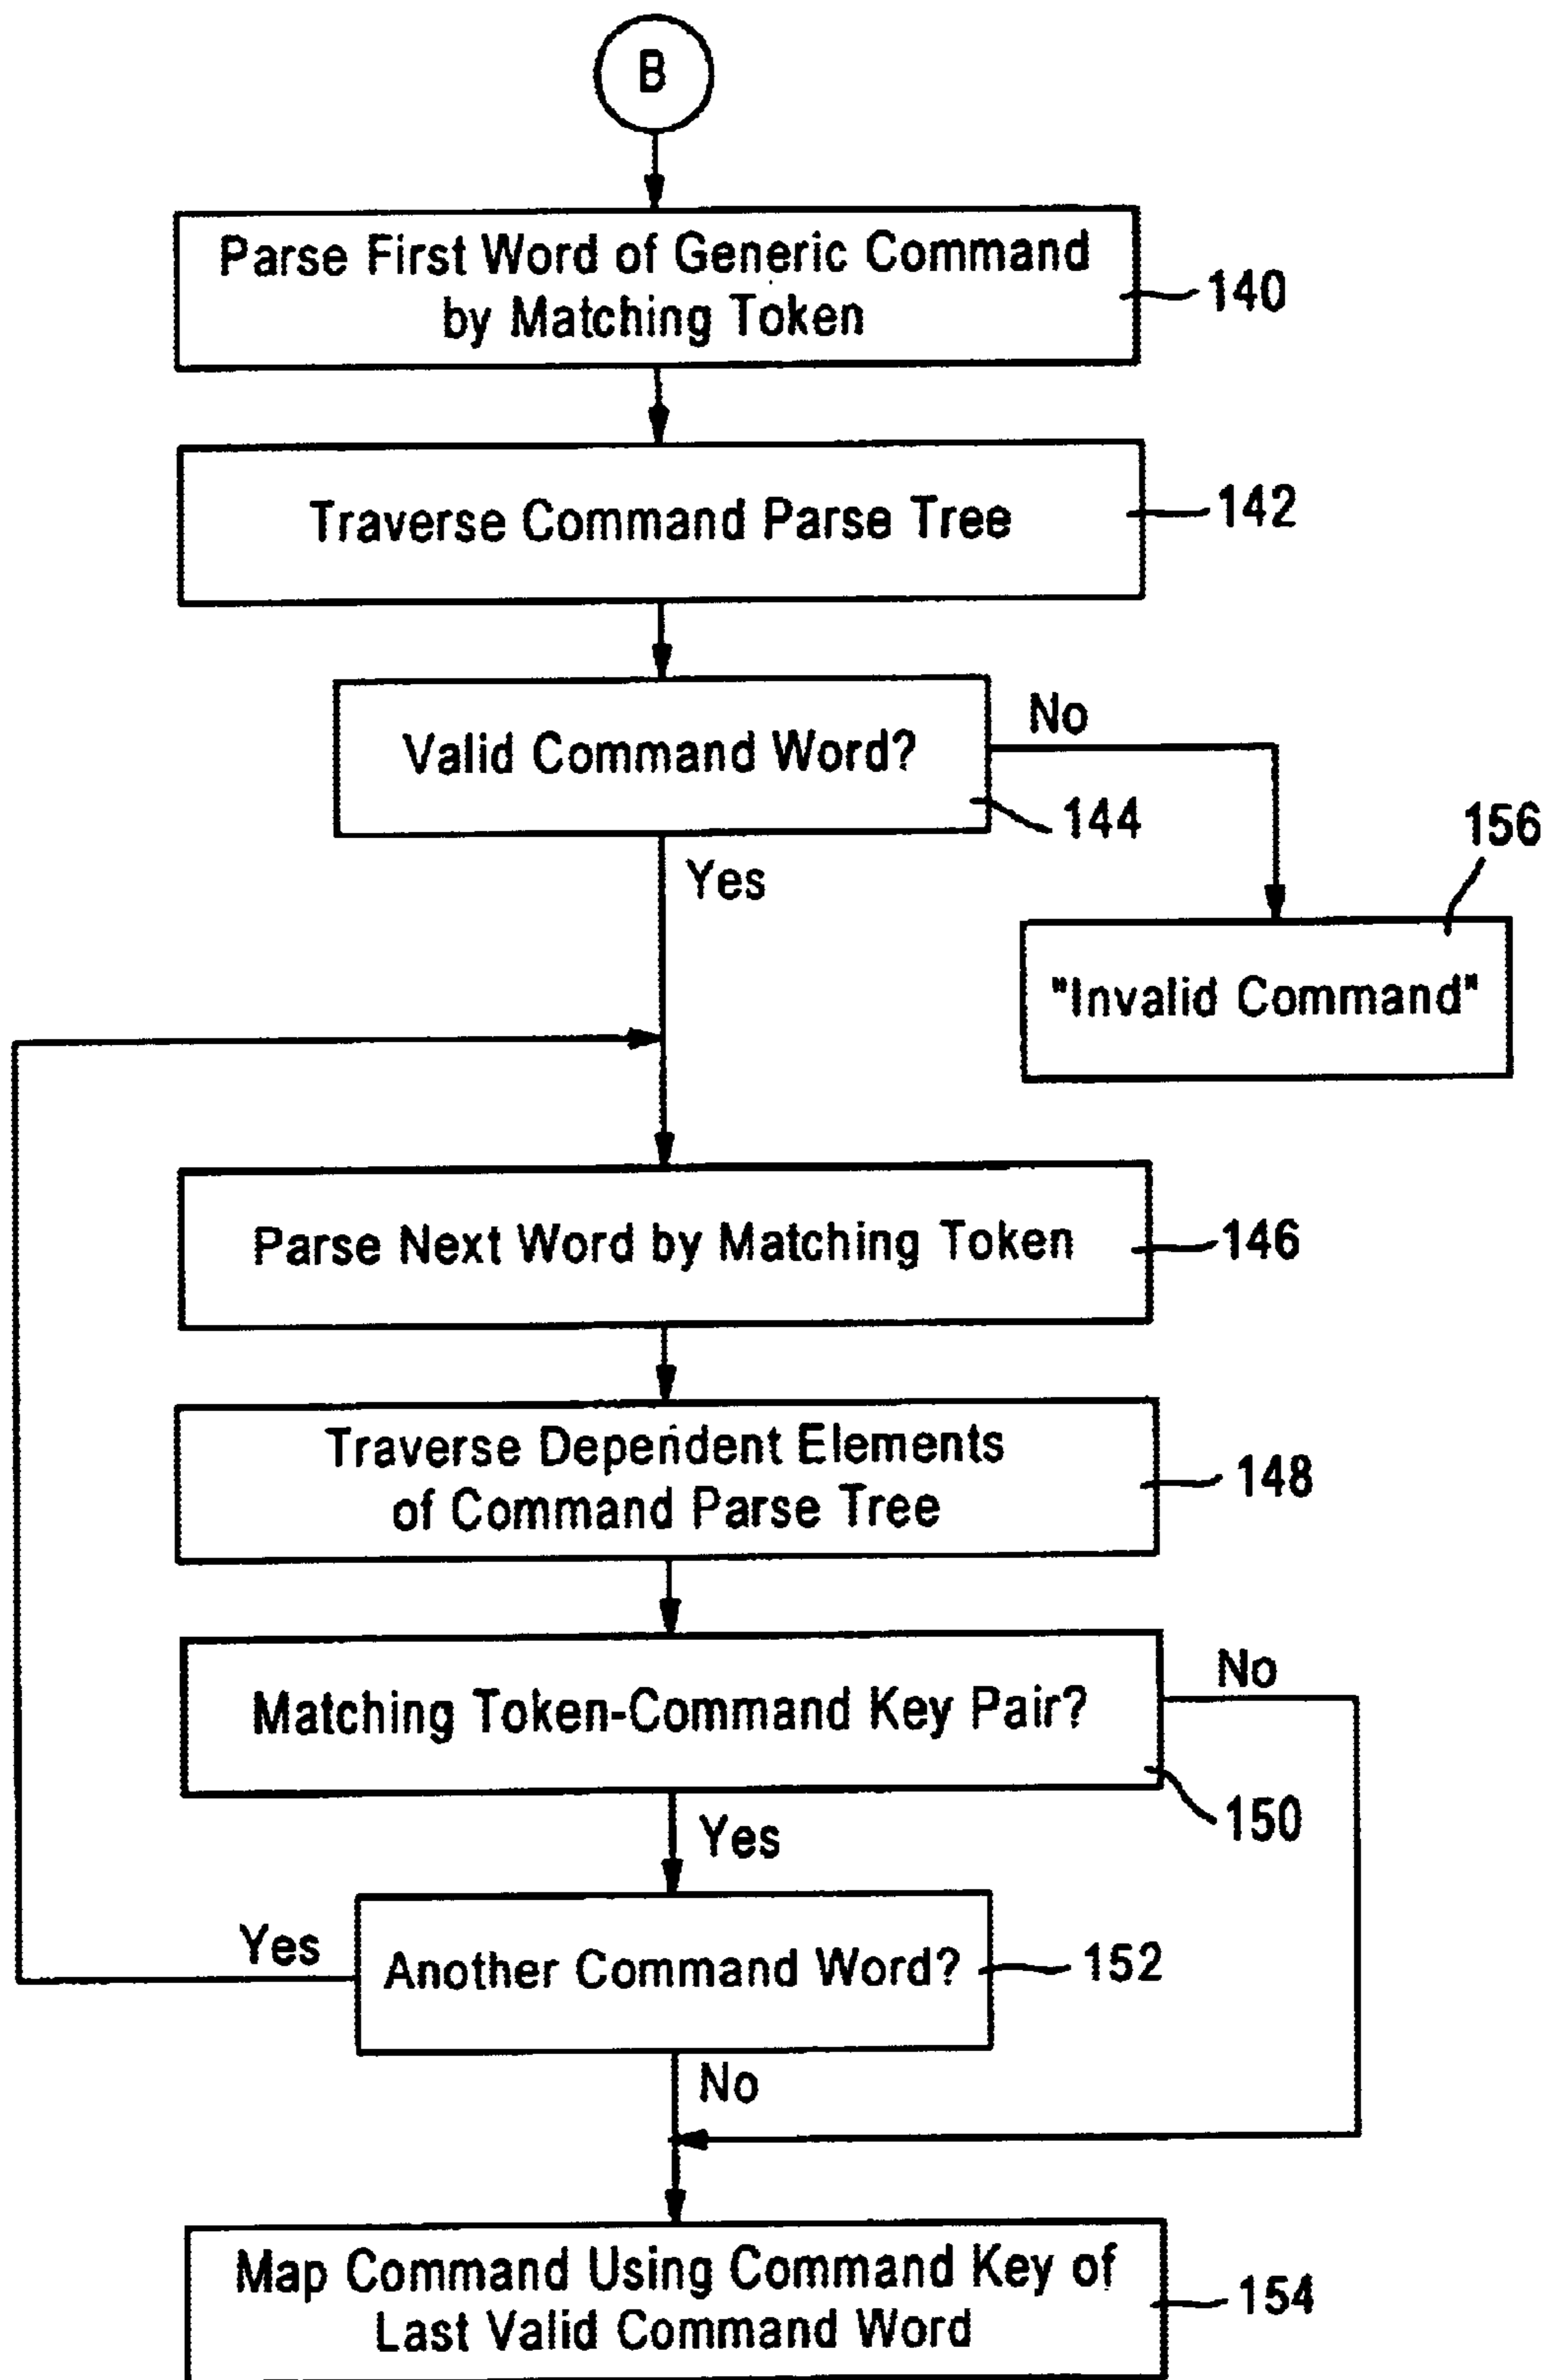 B
Parse First Word of Generic Command
by Matching Token
140
Traverse Command Parse Tree
142
Valid Command Word?
No
144
Yes
156
"Invalid Command"
Parse Next Word by Matching Token
146
Traverse Dependent Elements
of Command Parse Tree
148
Matching Token-Command Key Pair?
No
150
Yes
Yes
Another Command Word?
152
No
Map Command Using Command Key of
Last Valid Command Word
154